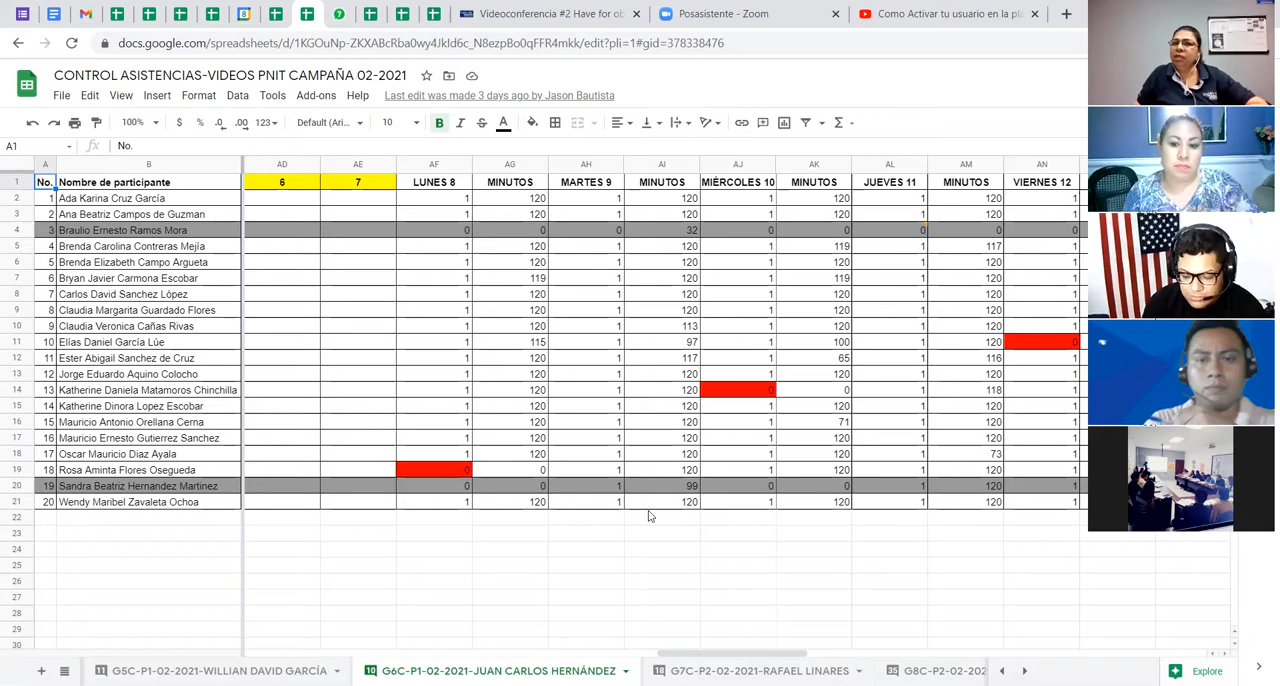 Videoconferencia #2 Have for ob
Posasistente - Zoom
Como Activar tu usuario en la pla
docs.google.com/spreadsheets/d/1KGOuNp-ZKXABcRba0wy4Jkld6c_N8ezpBo0qFFR4mkk/edit?pli=1#gid=378338476
CONTROL ASISTENCIAS-VIDEOS PNIT CAMPAÑA 02-2021
File Edit View Insert Format Data Tools Add-ons Help Last edit was made 3 days ago by Jason Bautista
100% $ % .0 .00 123 Default (Ari... 10 B I S A
A1 fx No.
A B AD AE AF AG AH AI AJ AK AL AM AN
1 No. Nombre de participante 6 7 LUNES 8 MINUTOS MARTES 9 MINUTOS MIÉRCOLES 10 MINUTOS JUEVES 11 MINUTOS VIERNES 12
2 1 Ada Karina Cruz García 1 120 1 120 1 120 1 120 1
3 2 Ana Beatriz Campos de Guzman 1 120 1 120 1 120 1 120 1
4 3 Braulio Ernesto Ramos Mora 0 0 0 32 0 0 0 0 0
5 4 Brenda Carolina Contreras Mejía 1 120 1 120 1 119 1 117 1
6 5 Brenda Elizabeth Campo Argueta 1 120 1 120 1 120 1 120 1
7 6 Bryan Javier Carmona Escobar 1 119 1 120 1 119 1 120 1
8 7 Carlos David Sanchez López 1 120 1 120 1 120 1 120 1
9 8 Claudia Margarita Guardado Flores 1 120 1 120 1 120 1 120 1
10 9 Claudia Veronica Cañas Rivas 1 120 1 113 1 120 1 120 1
11 10 Elías Daniel García Lúe 1 115 1 97 1 100 1 120 0
12 11 Ester Abigail Sanchez de Cruz 1 120 1 117 1 65 1 116 1
13 12 Jorge Eduardo Aquino Colocho 1 120 1 120 1 120 1 120 1
14 13 Katherine Daniela Matamoros Chinchilla 1 120 1 120 0 0 1 118 1
15 14 Katherine Dinora Lopez Escobar 1 120 1 120 1 120 1 120 1
16 15 Mauricio Antonio Orellana Cerna 1 120 1 120 1 71 1 120 1
17 16 Mauricio Ernesto Gutierrez Sanchez 1 120 1 120 1 120 1 120 1
18 17 Oscar Mauricio Diaz Ayala 1 120 1 120 1 120 1 73 1
19 18 Rosa Aminta Flores Osegueda 0 0 1 120 1 120 1 120 1
20 19 Sandra Beatriz Hernandez Martinez 0 0 1 99 0 0 1 120 1
21 20 Wendy Maribel Zavaleta Ochoa 1 120 1 120 1 120 1 120 1
22
23
24
25
26
27
28
29
30
11 G5C-P1-02-2021-WILLIAN DAVID GARCÍA 10 G6C-P1-02-2021-JUAN CARLOS HERNÁNDEZ 18 G7C-P2-02-2021-RAFAEL LINARES 35 G8C-P2-02-202 Explore